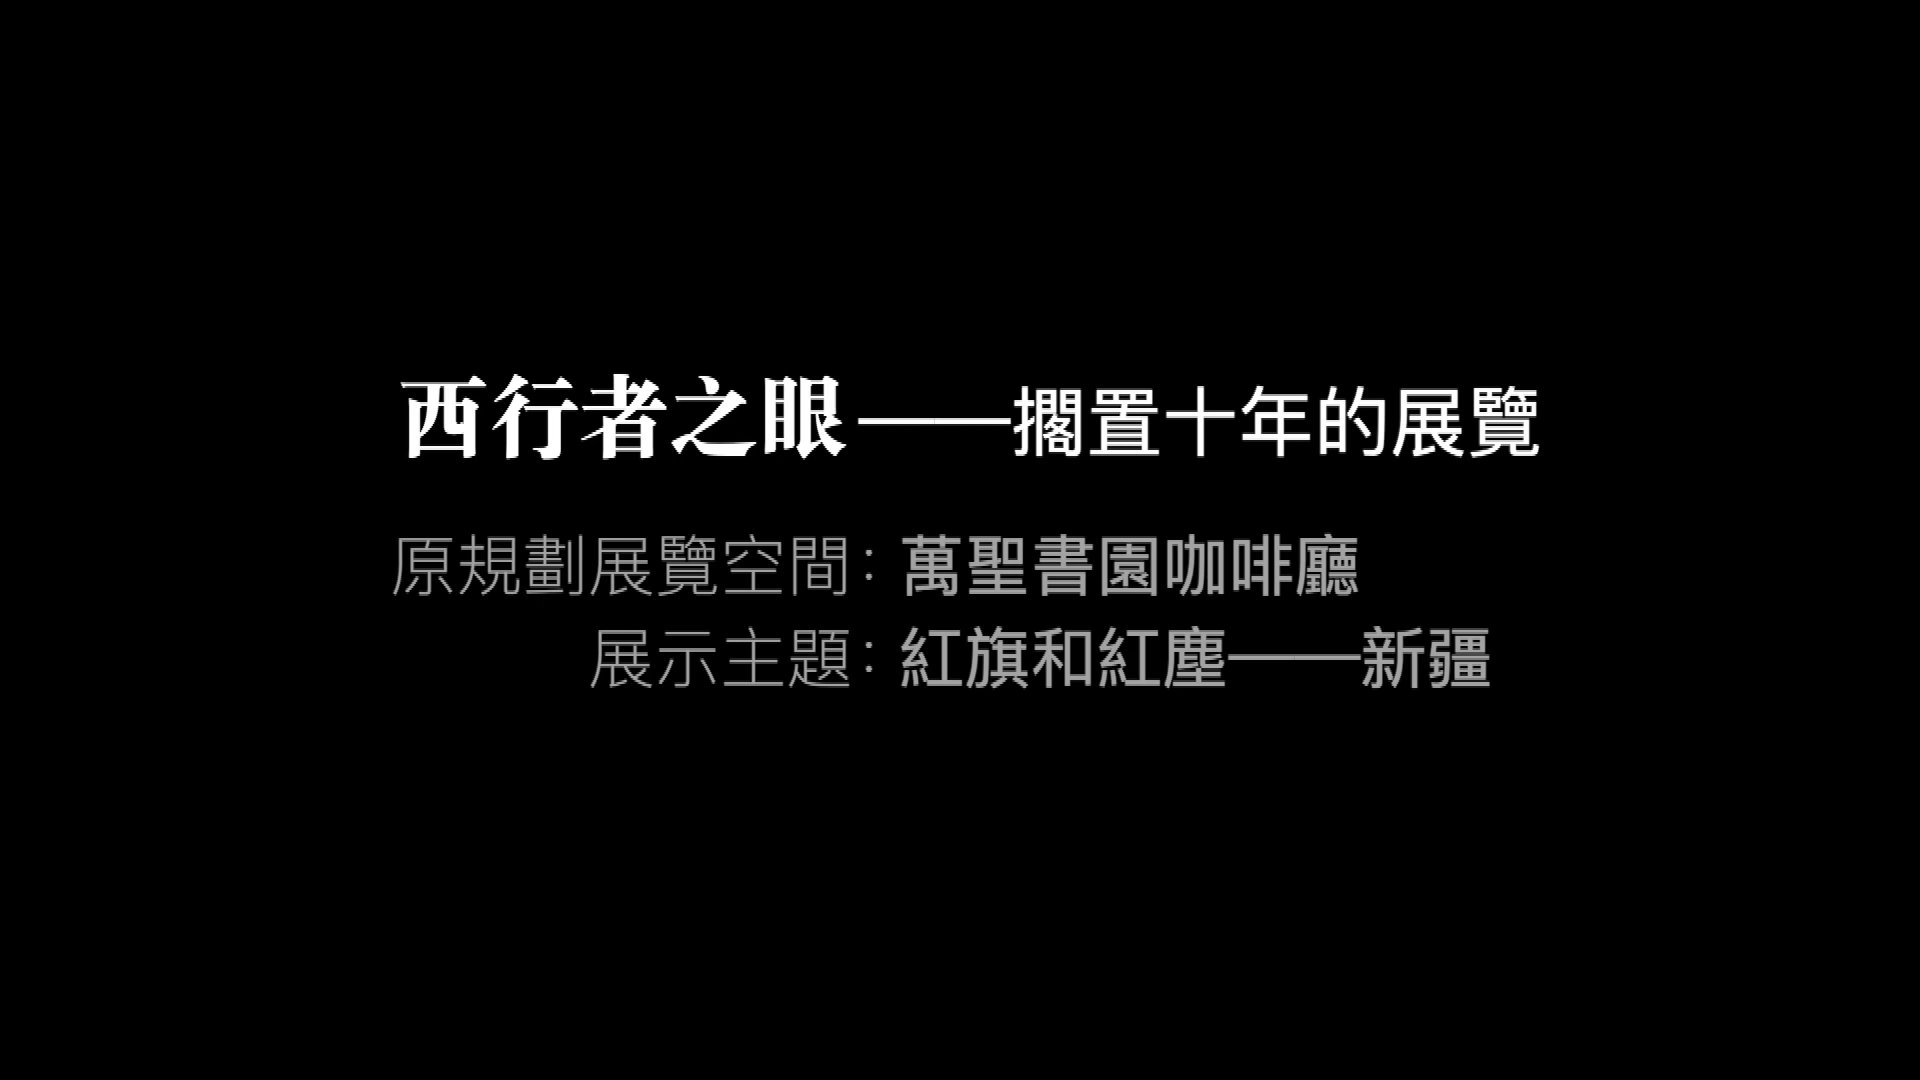 西行者之眼——擱置十年的展覽
原規劃展覽空間：萬聖書園咖啡廳
展示主題：紅旗和紅塵——新疆